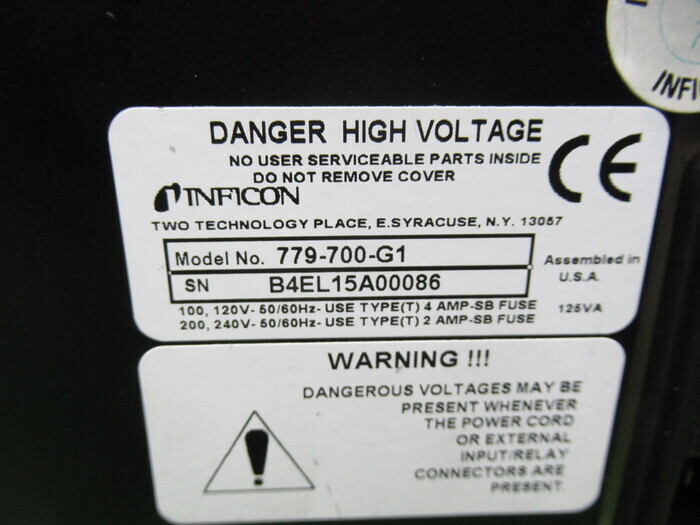 DANGER HIGH VOLTAGE
NO USER SERVICEABLE PARTS INSIDE
DO NOT REMOVE COVER
CE
INFICON
TWO TECHNOLOGY PLACE, E.SYRACUSE, N.Y. 13057
Model No. 779-700-G1
Assembled in
U.S.A.
SN B4EL15A00086
100, 120V- 50/60Hz- USE TYPE(T) 4 AMP-SB FUSE
200, 240V- 50/60Hz- USE TYPE(T) 2 AMP-SB FUSE
125VA
WARNING !!!
DANGEROUS VOLTAGES MAY BE
PRESENT WHENEVER
THE POWER CORD
OR EXTERNAL
INPUT/RELAY
CONNECTORS ARE
PRESENT.
!